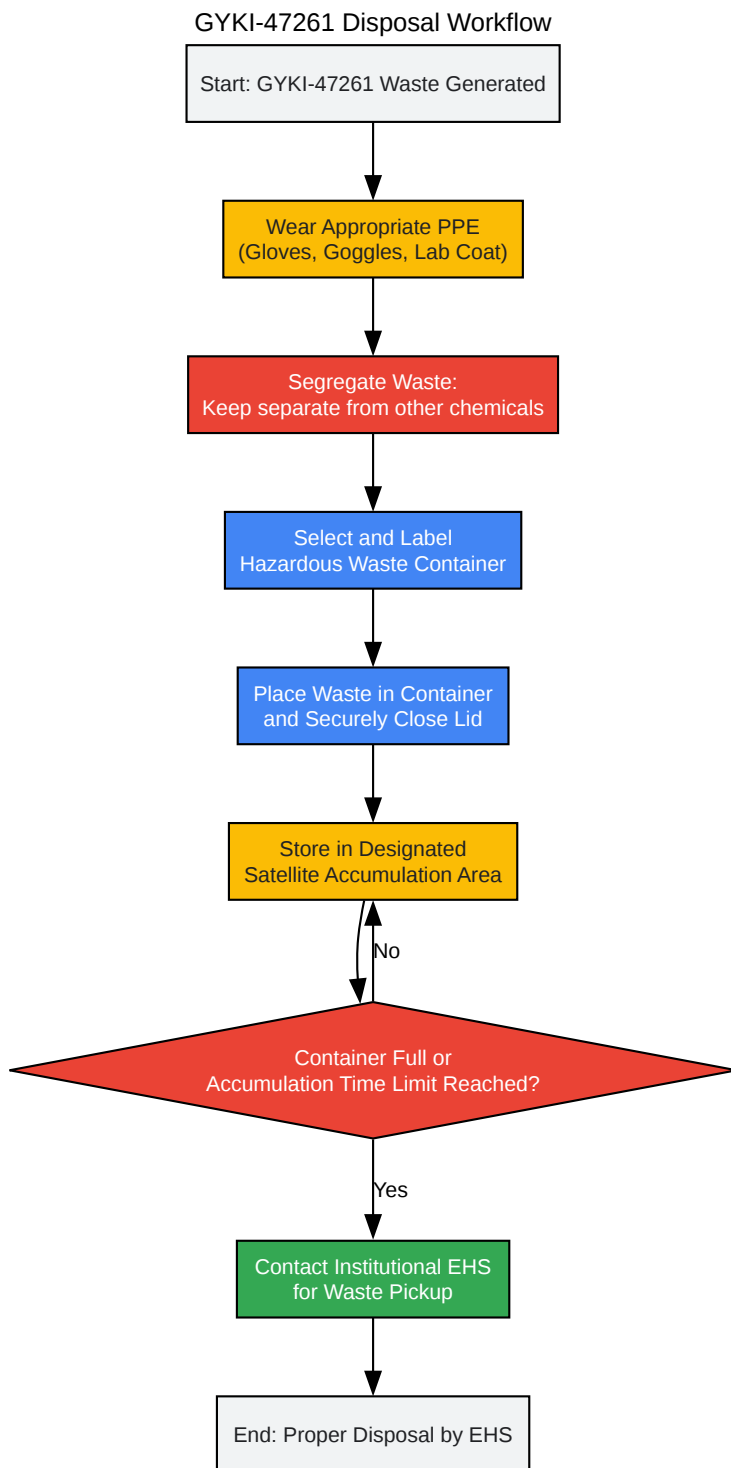 GYKI-47261 Disposal Workflow
Start: GYKI-47261 Waste Generated
Wear Appropriate PPE
(Gloves, Goggles, Lab Coat)
Segregate Waste:
Keep separate from other chemicals
Select and Label
Hazardous Waste Container
Place Waste in Container
and Securely Close Lid
Store in Designated
Satellite Accumulation Area
No
Container Full or
Accumulation Time Limit Reached?
Yes
Contact Institutional EHS
for Waste Pickup
End: Proper Disposal by EHS